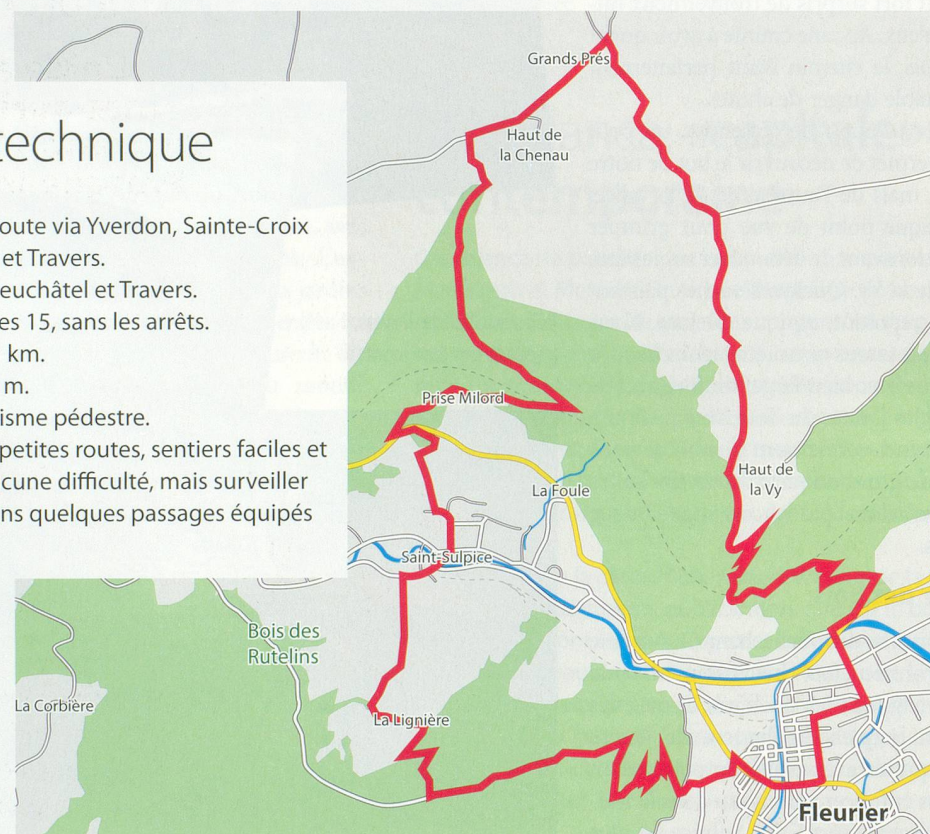 technique
oute via Yverdon, Sainte-Croix
et Travers.
euchâtel et Travers.
es 15, sans les arrêts.
km.
m.
isme pédestre.
petites routes, sentiers faciles et
cune difficulté, mais surveiller
ns quelques passages équipés
Grands Prés
Haut de
la Chenau
Prise Milord
Haut de
la Vy
La Foule
Saint-Sulpice
Bois des
Rutelins
La Corbière
La Lignière
Fleurier